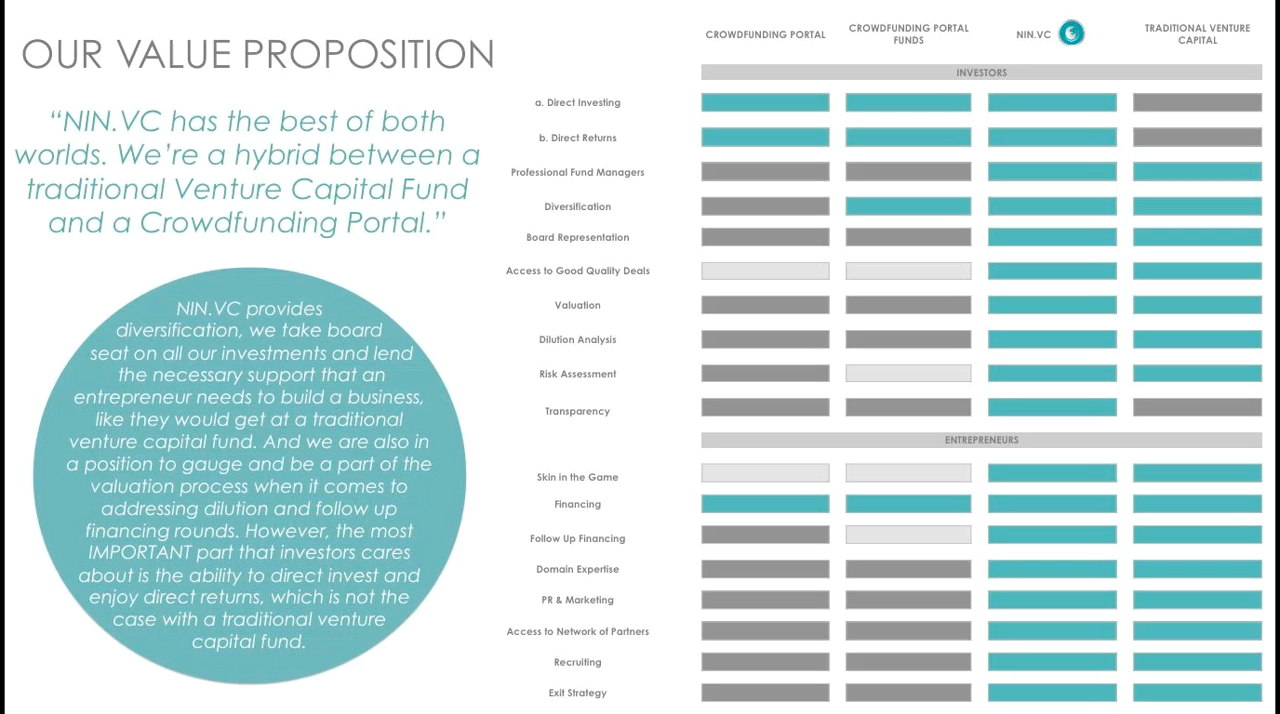 OUR VALUE PROPOSITION
“NIN.VC has the best of both
worlds. We’re a hybrid between a
traditional Venture Capital Fund
and a Crowdfunding Portal.”
NIN.VC provides
diversification, we take board
seat on all our investments and lend
the necessary support that an
entrepreneur needs to build a business,
like they would get at a traditional
venture capital fund. And we are also in
a position to gauge and be a part of the
valuation process when it comes to
addressing dilution and follow up
financing rounds. However, the most
IMPORTANT part that investors cares
about is the ability to direct invest and
enjoy direct returns, which is not the
case with a traditional venture
capital fund.
CROWDFUNDING PORTAL
CROWDFUNDING PORTAL
FUNDS
NIN.VC
TRADITIONAL VENTURE
CAPITAL
INVESTORS
a. Direct Investing
b. Direct Returns
Professional Fund Managers
Diversification
Board Representation
Access to Good Quality Deals
Valuation
Dilution Analysis
Risk Assessment
Transparency
ENTREPRENEURS
Skin in the Game
Financing
Follow Up Financing
Domain Expertise
PR & Marketing
Access to Network of Partners
Recruiting
Exit Strategy